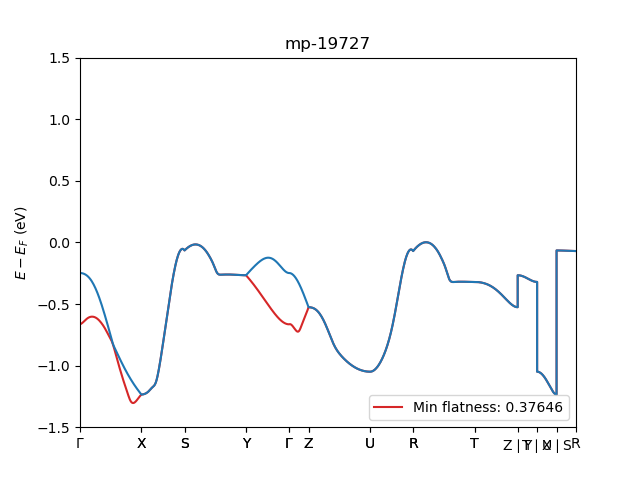 mp-19727
E − E_F (eV)
1.5
1.0
0.5
0.0
−0.5
−1.0
−1.5
Min flatness: 0.37646
Γ X S Y Γ Z U R T Z|T Y|U X|S R